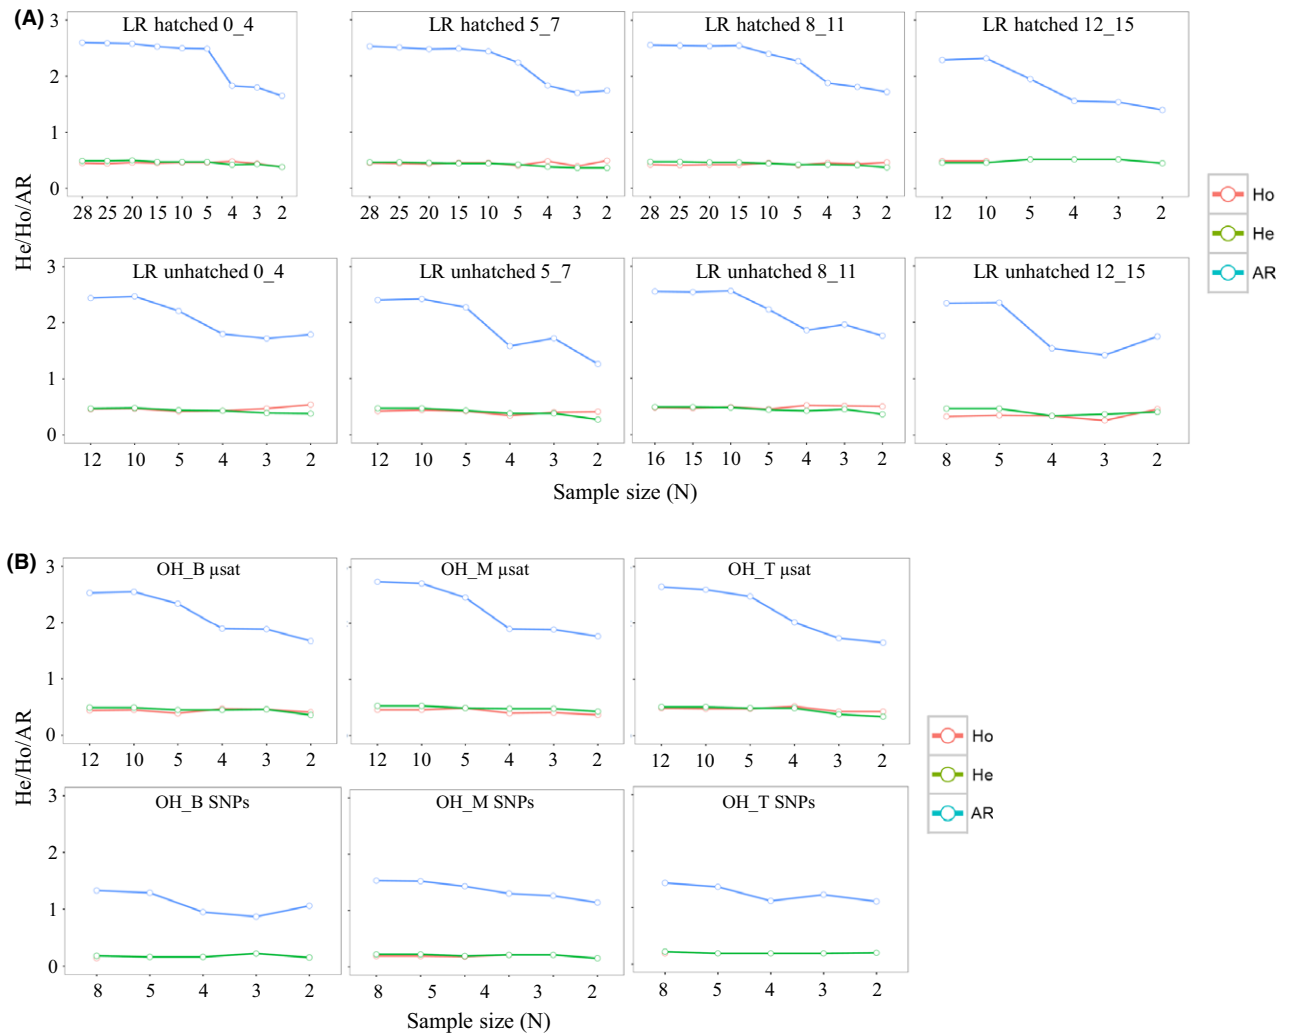 (A)
LR hatched 0_4
LR hatched 5_7
LR hatched 8_11
LR hatched 12_15
3
2
1
0
28 25 20 15 10 5 4 3 2
28 25 20 15 10 5 4 3 2
28 25 20 15 10 5 4 3 2
12 10 5 4 3 2
He/Ho/AR
Ho
He
AR
LR unhatched 0_4
LR unhatched 5_7
LR unhatched 8_11
LR unhatched 12_15
3
2
1
0
12 10 5 4 3 2
12 10 5 4 3 2
16 15 10 5 4 3 2
8 5 4 3 2
Sample size (N)
(B)
OH_B µsat
OH_M µsat
OH_T µsat
3
2
1
0
12 10 5 4 3 2
12 10 5 4 3 2
12 10 5 4 3 2
He/Ho/AR
Ho
He
AR
OH_B SNPs
OH_M SNPs
OH_T SNPs
3
2
1
0
8 5 4 3 2
8 5 4 3 2
8 5 4 3 2
Sample size (N)